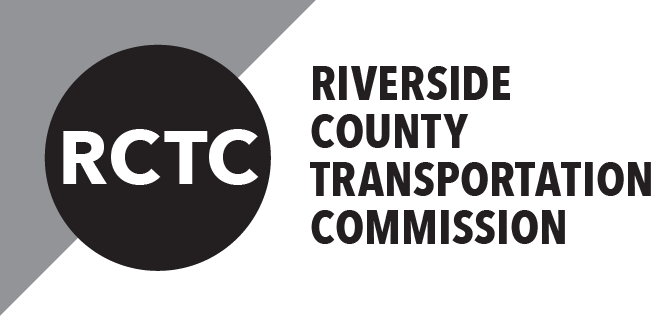 RCTC
RIVERSIDE
COUNTY
TRANSPORTATION
COMMISSION